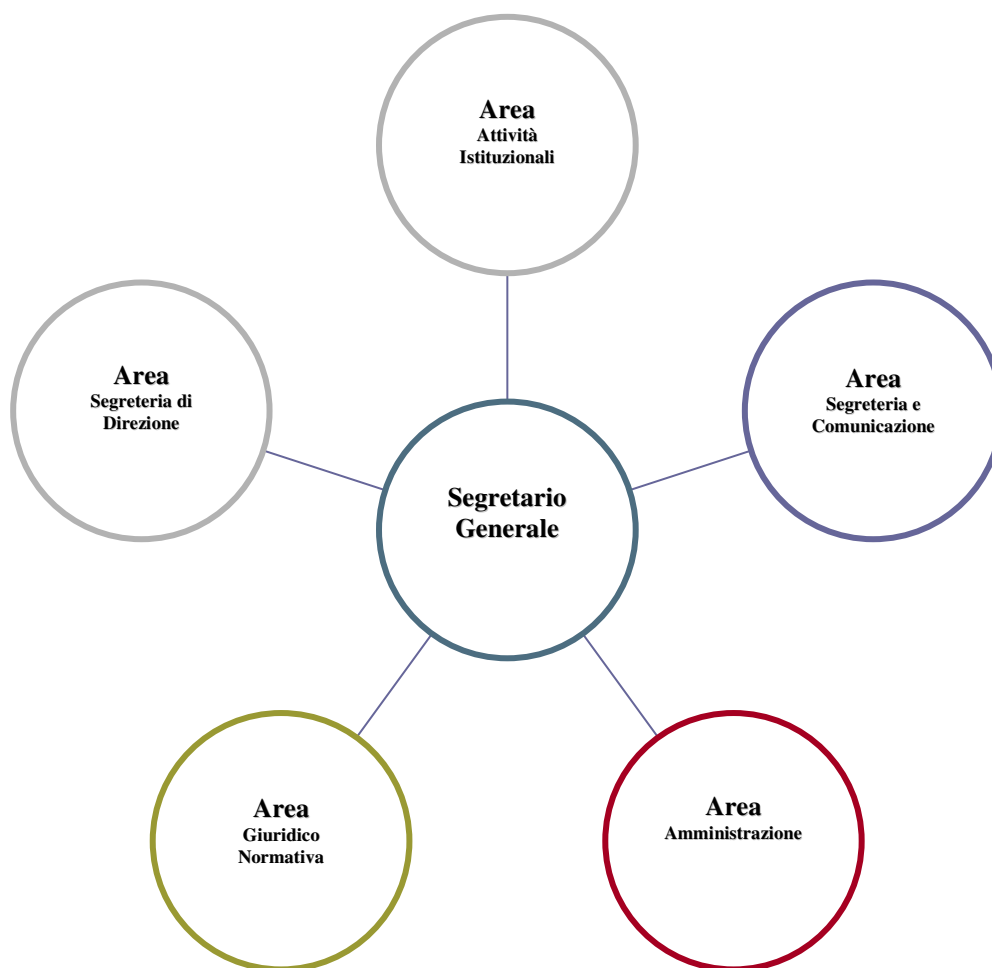 Area
Attività
Istituzionali
Area
Segreteria di
Direzione
Area
Segreteria e
Comunicazione
Segretario
Generale
Area
Giuridico
Normativa
Area
Amministrazione